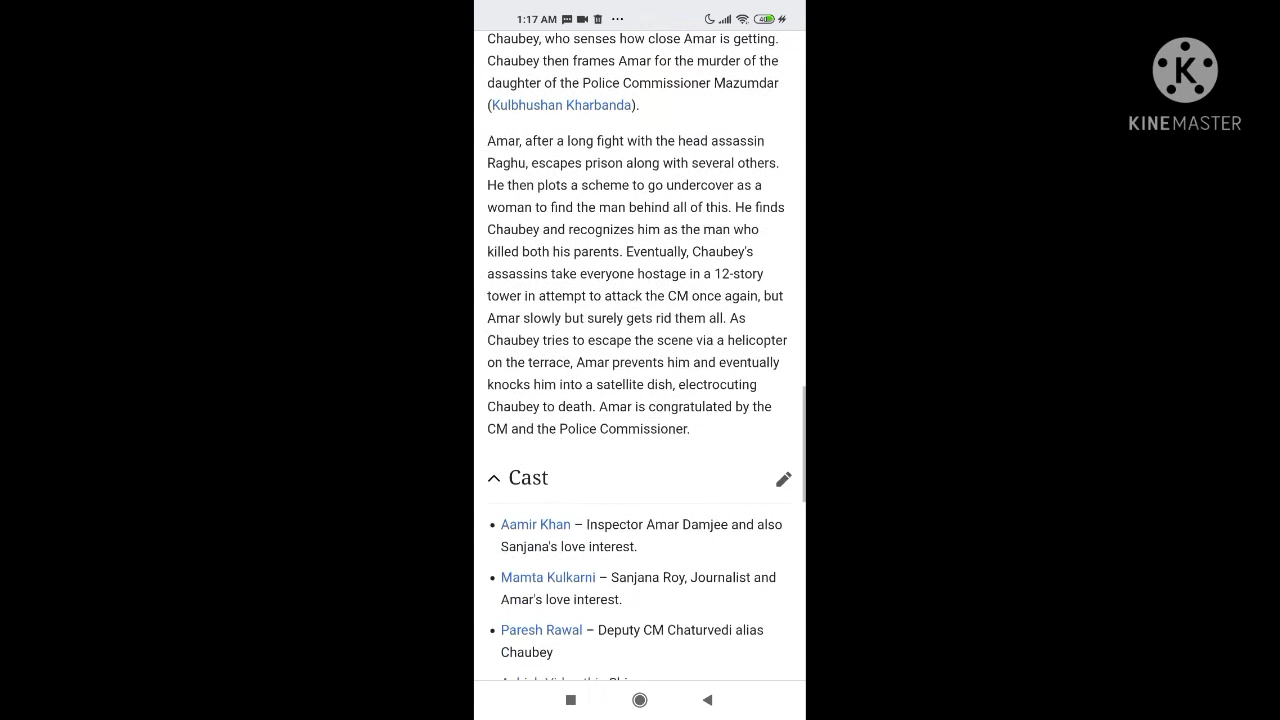 1:17 AM
40
Chaubey, who senses how close Amar is getting.
Chaubey then frames Amar for the murder of the
daughter of the Police Commissioner Mazumdar
(Kulbhushan Kharbanda).
Amar, after a long fight with the head assassin
Raghu, escapes prison along with several others.
He then plots a scheme to go undercover as a
woman to find the man behind all of this. He finds
Chaubey and recognizes him as the man who
killed both his parents. Eventually, Chaubey's
assassins take everyone hostage in a 12-story
tower in attempt to attack the CM once again, but
Amar slowly but surely gets rid them all. As
Chaubey tries to escape the scene via a helicopter
on the terrace, Amar prevents him and eventually
knocks him into a satellite dish, electrocuting
Chaubey to death. Amar is congratulated by the
CM and the Police Commissioner.
Cast
• Aamir Khan – Inspector Amar Damjee and also
Sanjana's love interest.
• Mamta Kulkarni – Sanjana Roy, Journalist and
Amar's love interest.
• Paresh Rawal – Deputy CM Chaturvedi alias
Chaubey
K
KINEMASTER